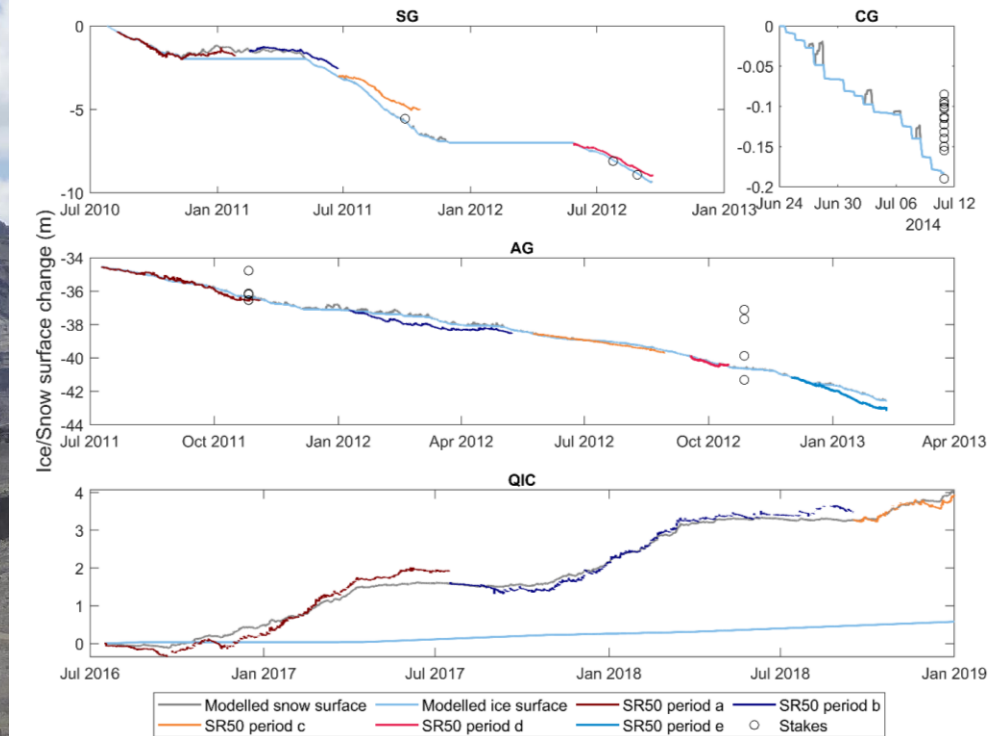 SG
CG
0
-5
-10
Jul 2010 Jan 2011 Jul 2011 Jan 2012 Jul 2012 Jan 2013
0
-0.05
-0.1
-0.15
-0.2
Jun 24 Jun 30 Jul 06 Jul 12
2014
Ice/Snow surface change (m)
AG
-34
-36
-38
-40
-42
-44
Jul 2011 Oct 2011 Jan 2012 Apr 2012 Jul 2012 Oct 2012 Jan 2013 Apr 2013
QIC
4
3
2
1
0
Jul 2016 Jan 2017 Jul 2017 Jan 2018 Jul 2018 Jan 2019
Modelled snow surface Modelled ice surface SR50 period a SR50 period b
SR50 period c SR50 period d SR50 period e Stakes